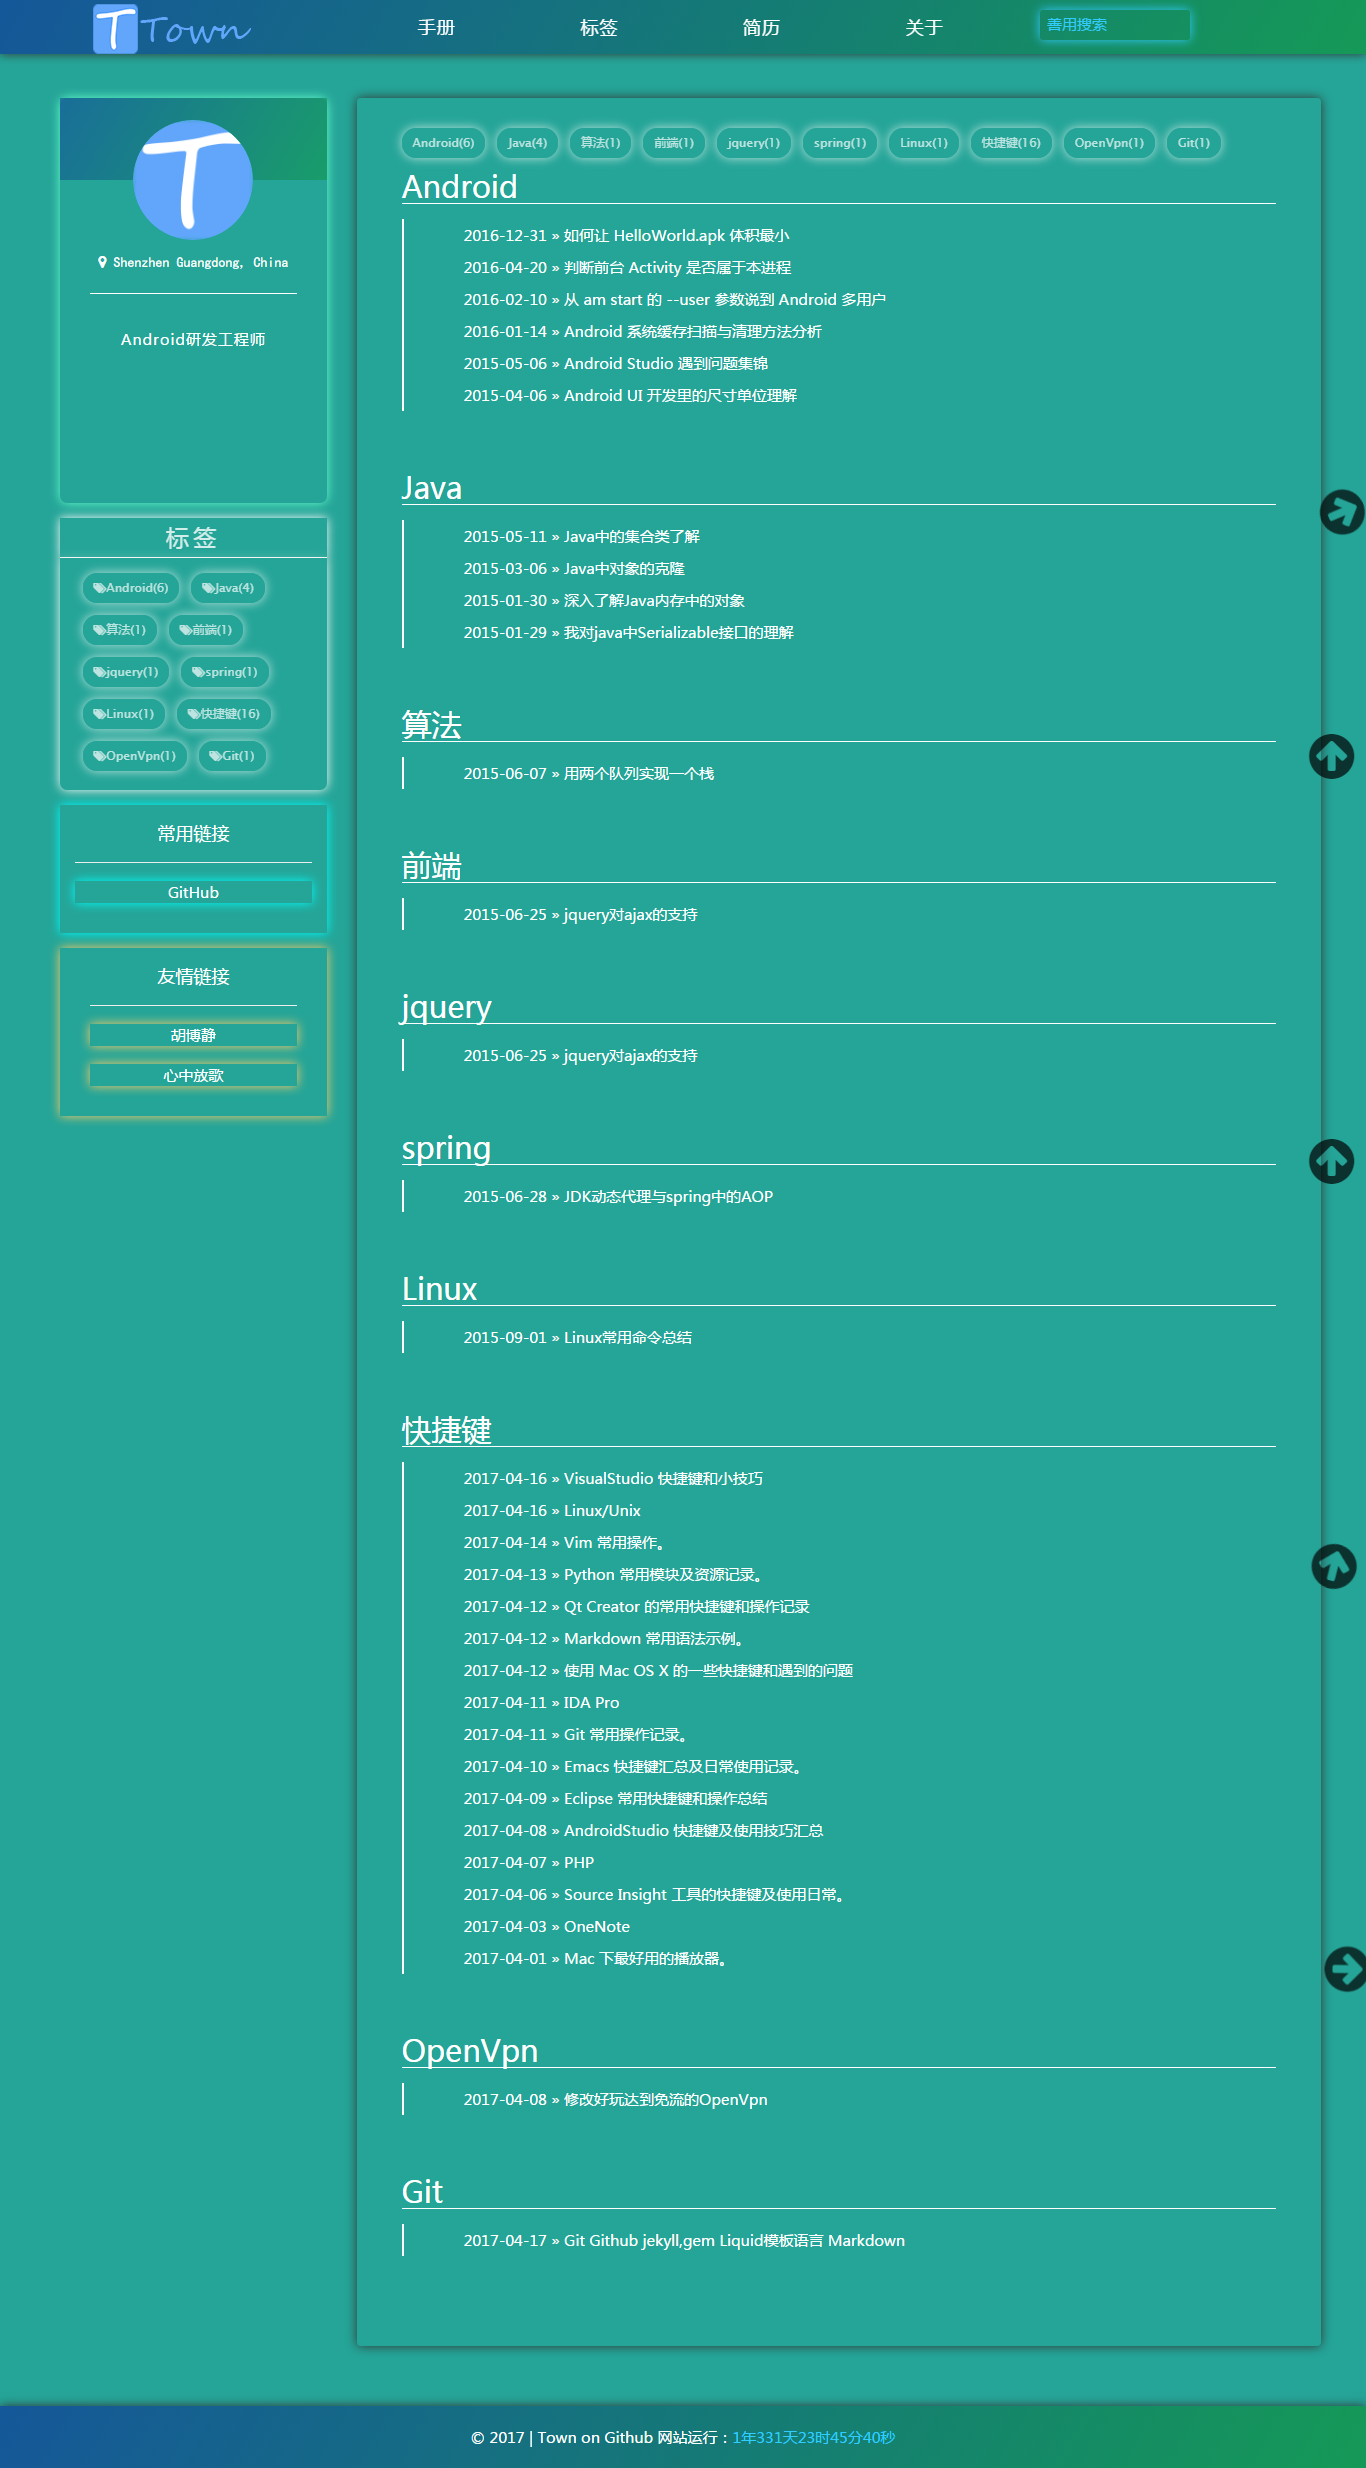 T Town
手册
标签
简历
关于
善用搜索
T
Shenzhen Guangdong, China
Android研发工程师
标签
Android(6) Java(4)
算法(1) 前端(1)
jquery(1) spring(1)
Linux(1) 快捷键(16)
OpenVpn(1) Git(1)
常用链接
GitHub
友情链接
胡博静
心中放歌
Android(6) Java(4) 算法(1) 前端(1) jquery(1) spring(1) Linux(1) 快捷键(16) OpenVpn(1) Git(1)
Android
2016-12-31 » 如何让 HelloWorld.apk 体积最小
2016-04-20 » 判断前台 Activity 是否属于本进程
2016-02-10 » 从 am start 的 --user 参数说到 Android 多用户
2016-01-14 » Android 系统缓存扫描与清理方法分析
2015-05-06 » Android Studio 遇到问题集锦
2015-04-06 » Android UI 开发里的尺寸单位理解
Java
2015-05-11 » Java中的集合类了解
2015-03-06 » Java中对象的克隆
2015-01-30 » 深入了解Java内存中的对象
2015-01-29 » 我对java中Serializable接口的理解
算法
2015-06-07 » 用两个队列实现一个栈
前端
2015-06-25 » jquery对ajax的支持
jquery
2015-06-25 » jquery对ajax的支持
spring
2015-06-28 » JDK动态代理与spring中的AOP
Linux
2015-09-01 » Linux常用命令总结
快捷键
2017-04-16 » VisualStudio 快捷键和小技巧
2017-04-16 » Linux/Unix
2017-04-14 » Vim 常用操作。
2017-04-13 » Python 常用模块及资源记录。
2017-04-12 » Qt Creator 的常用快捷键和操作记录
2017-04-12 » Markdown 常用语法示例。
2017-04-12 » 使用 Mac OS X 的一些快捷键和遇到的问题
2017-04-11 » IDA Pro
2017-04-11 » Git 常用操作记录。
2017-04-10 » Emacs 快捷键汇总及日常使用记录。
2017-04-09 » Eclipse 常用快捷键和操作总结
2017-04-08 » AndroidStudio 快捷键及使用技巧汇总
2017-04-07 » PHP
2017-04-06 » Source Insight 工具的快捷键及使用日常。
2017-04-03 » OneNote
2017-04-01 » Mac 下最好用的播放器。
OpenVpn
2017-04-08 » 修改好玩达到免流的OpenVpn
Git
2017-04-17 » Git Github jekyll,gem Liquid模板语言 Markdown
© 2017 | Town on Github 网站运行：1年331天23时45分40秒